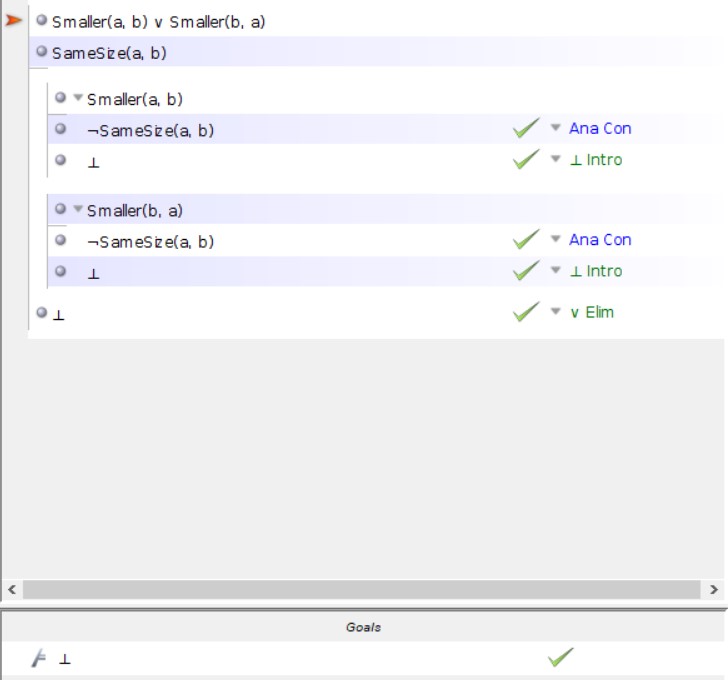 Smaller(a, b) ∨ Smaller(b, a)
SameSize(a, b)
Smaller(a, b)
¬SameSize(a, b) Ana Con
⊥ ⊥ Intro
Smaller(b, a)
¬SameSize(a, b) Ana Con
⊥ ⊥ Intro
⊥ ∨ Elim
Goals
⊥